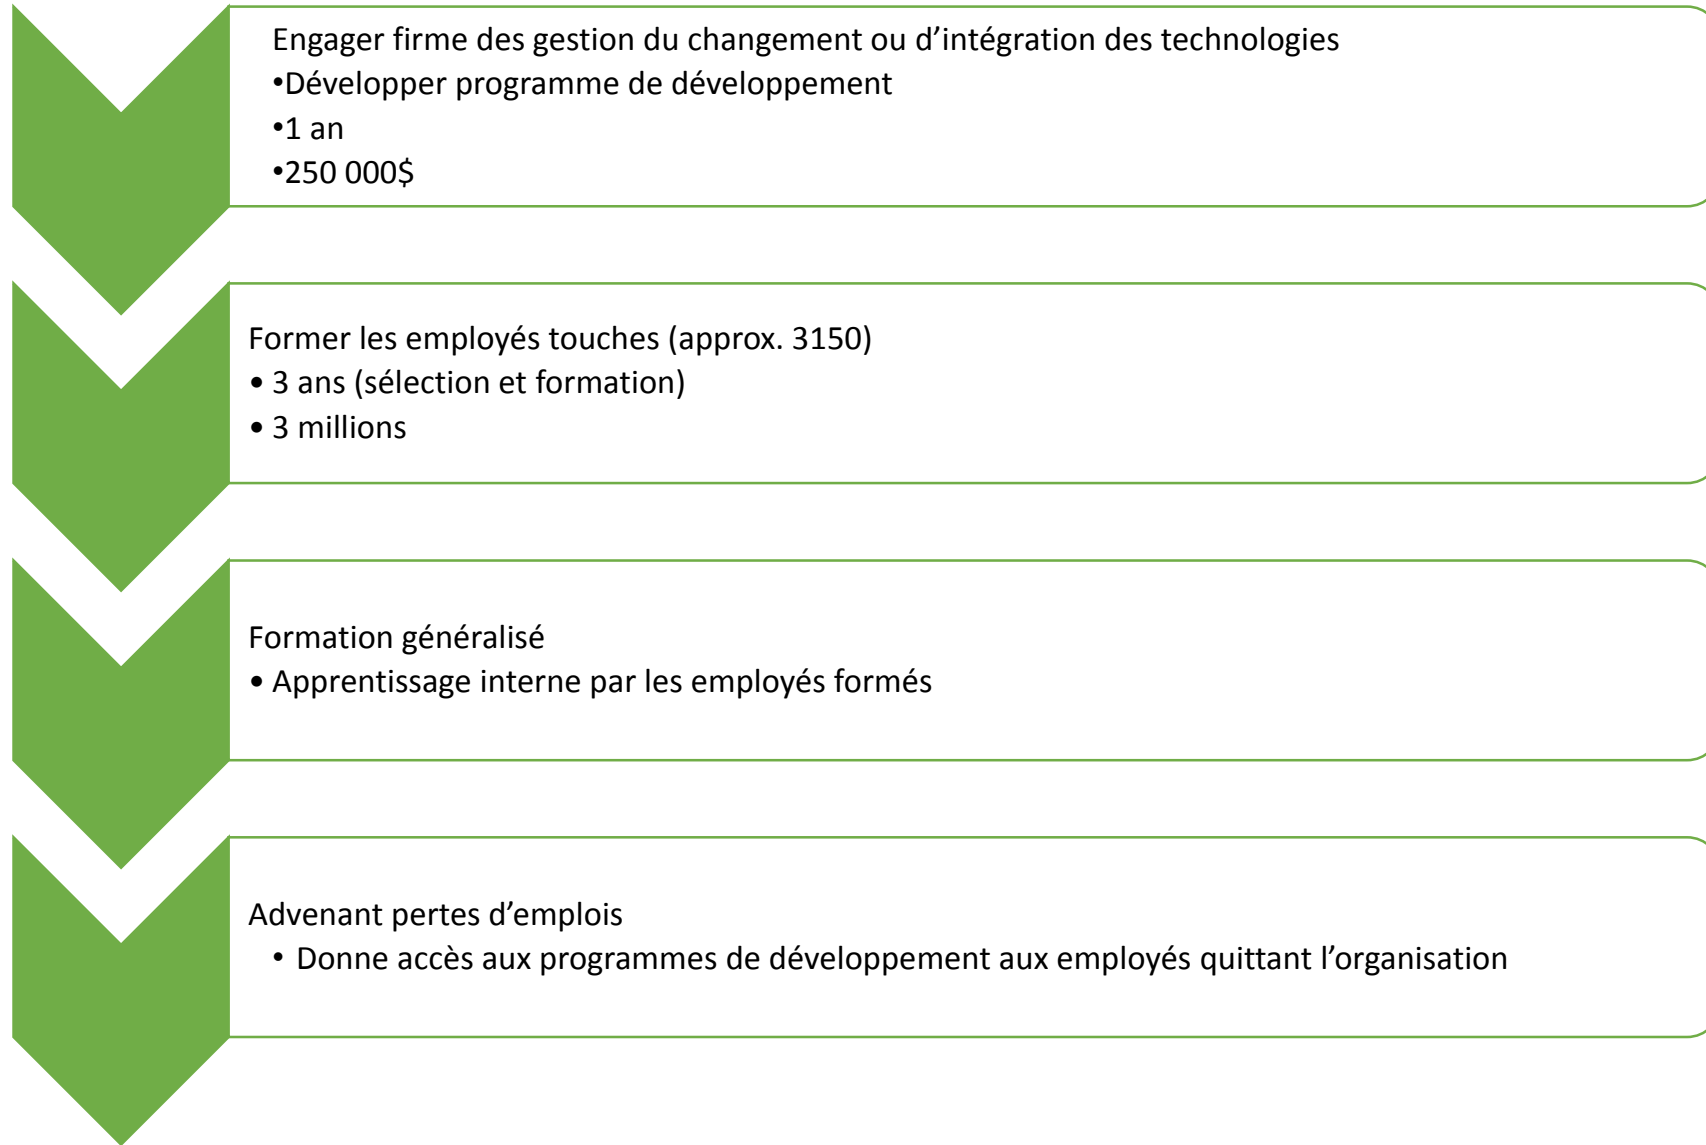 Engager firme des gestion du changement ou d’intégration des technologies
•Développer programme de développement
•1 an
•250 000$
Former les employés touches (approx. 3150)
• 3 ans (sélection et formation)
• 3 millions
Formation généralisé
• Apprentissage interne par les employés formés
Advenant pertes d’emplois
• Donne accès aux programmes de développement aux employés quittant l’organisation